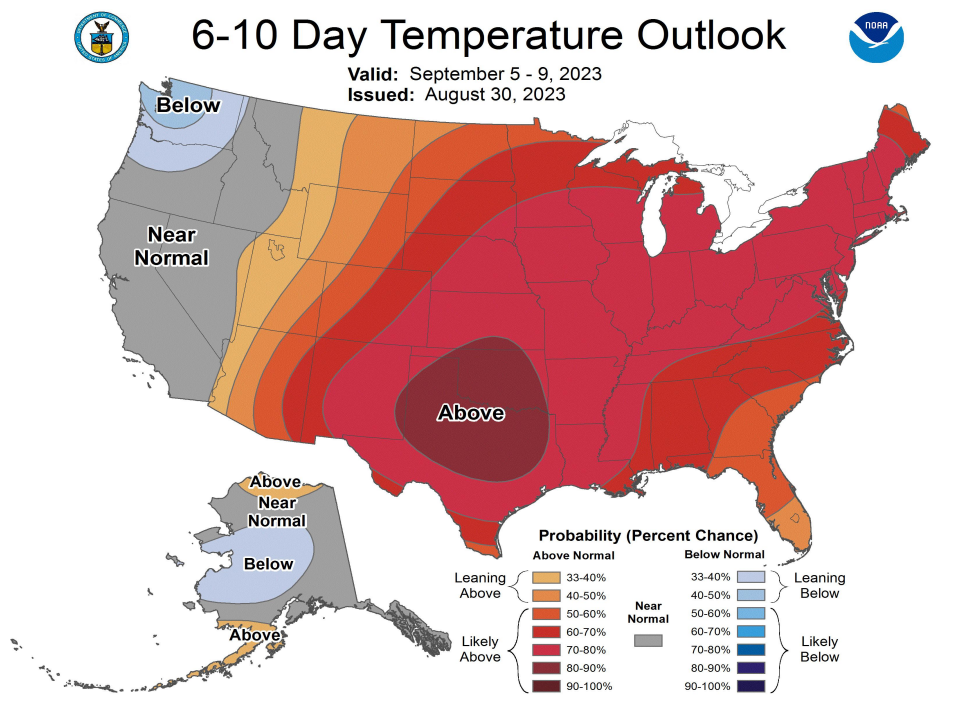 6-10 Day Temperature Outlook
NOAA
Valid: September 5 - 9, 2023
Issued: August 30, 2023
Below
Near
Normal
Above
Above
Near
Normal
Below
Above
Probability (Percent Chance)
Above Normal
Below Normal
Leaning
Above
33-40%
40-50%
Likely
Above
50-60%
60-70%
70-80%
80-90%
90-100%
Near
Normal
33-40%
40-50%
Leaning
Below
50-60%
60-70%
70-80%
80-90%
90-100%
Likely
Below